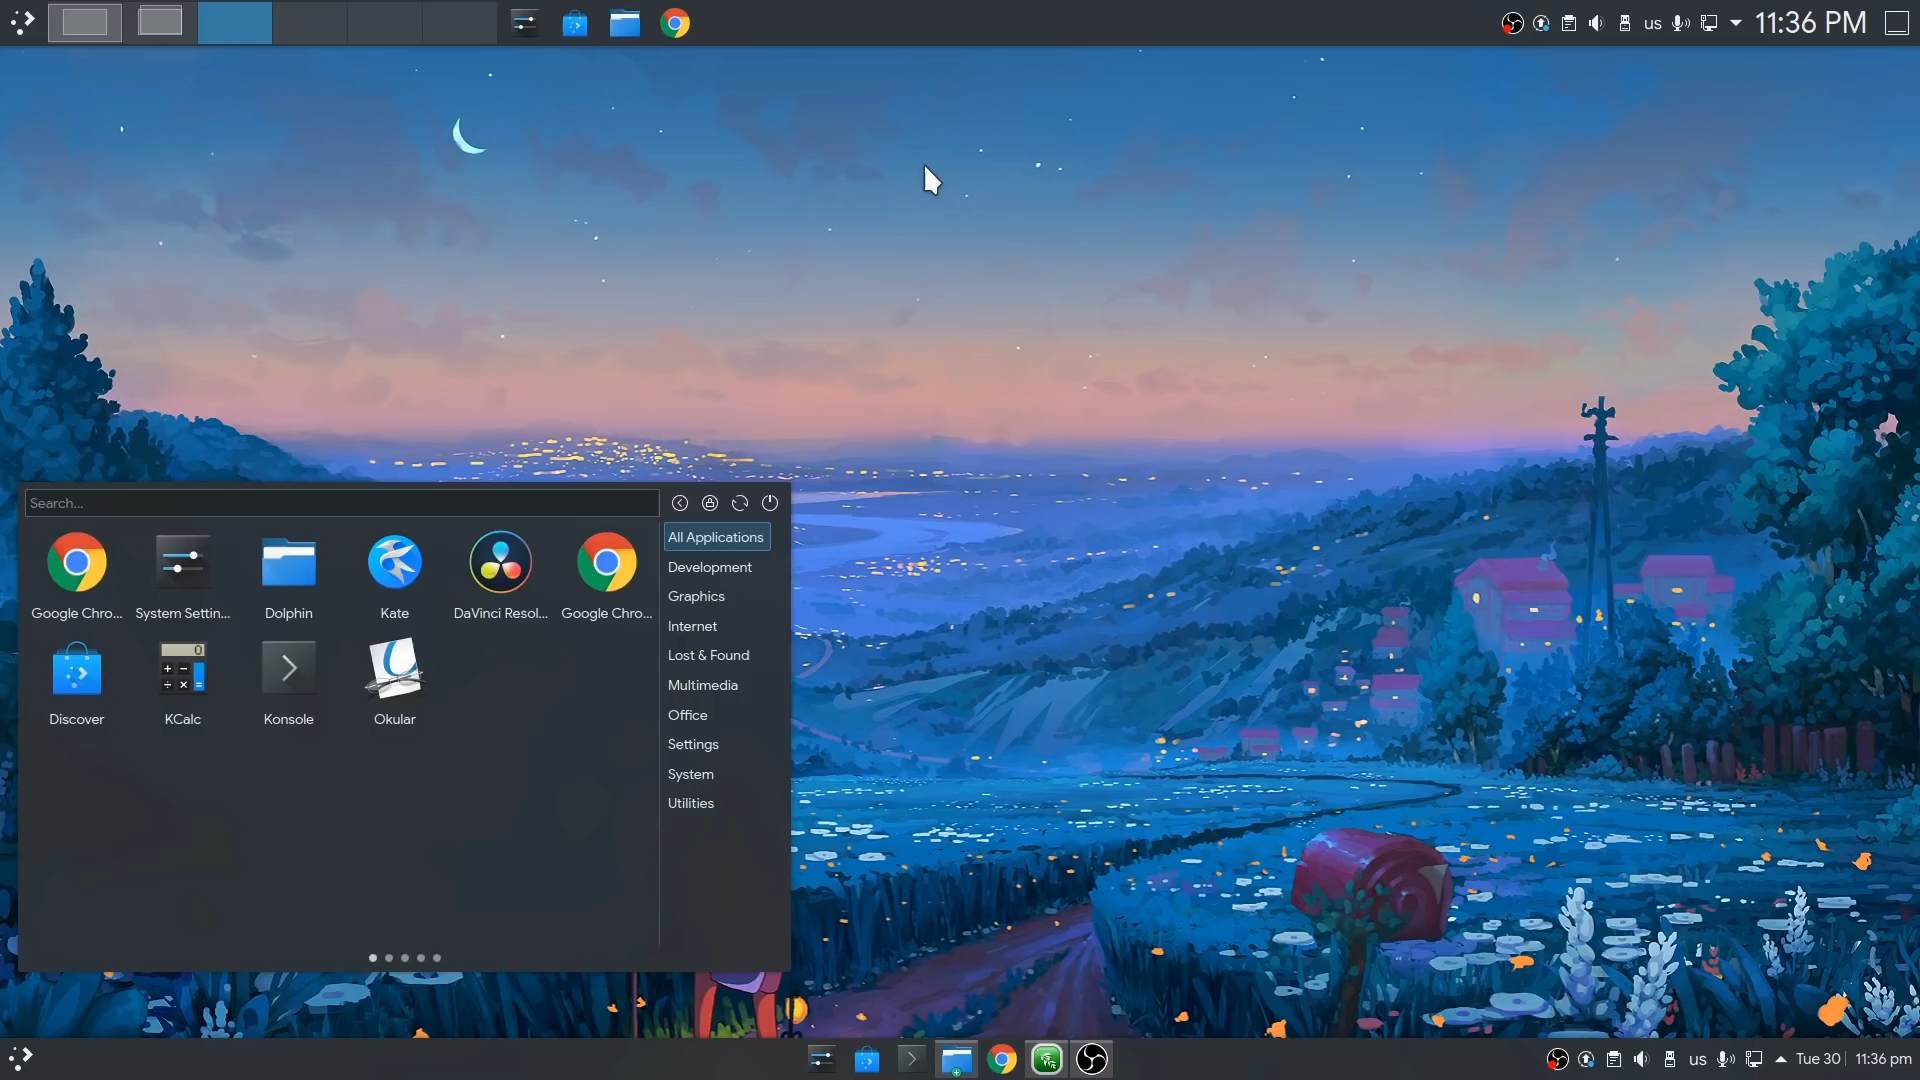 us
11:36 PM
Search...
All Applications
Development
Graphics
Internet
Lost & Found
Multimedia
Office
Settings
System
Utilities
Google Chro...
System Settin...
Dolphin
Kate
DaVinci Resol...
Google Chro...
Discover
KCalc
Konsole
Okular
us
Tue 30
11:36 pm